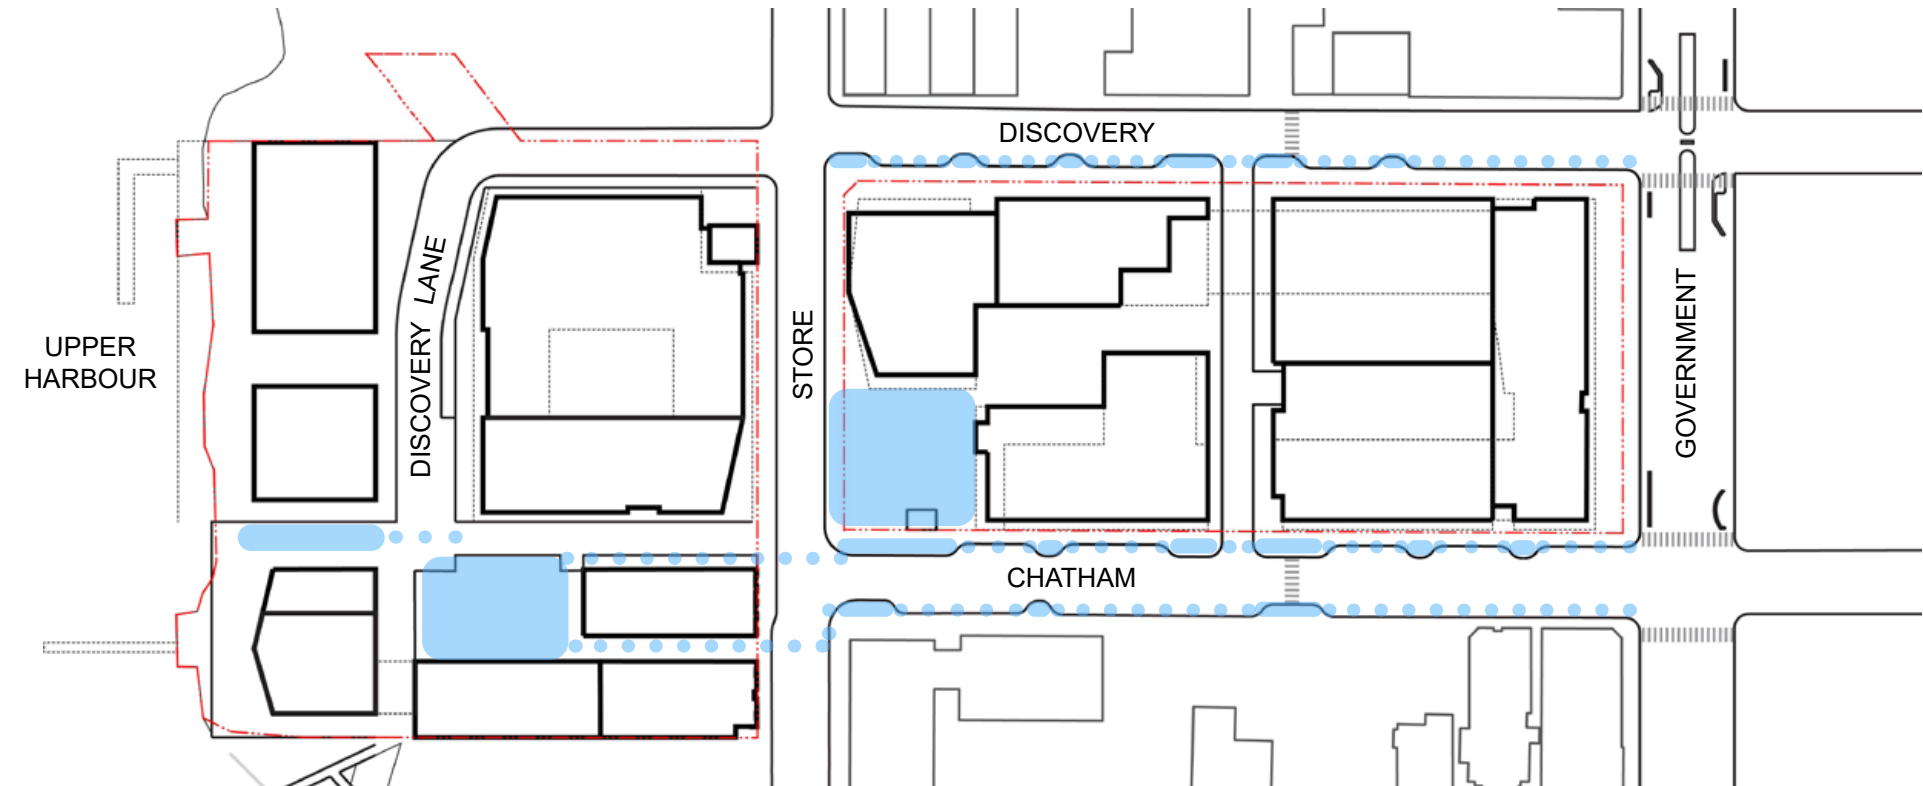 DISCOVERY
UPPER
HARBOUR
DISCOVERY LANE
STORE
GOVERNMENT
CHATHAM